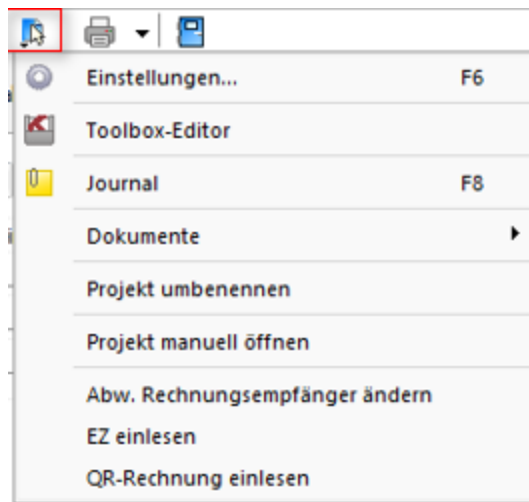 Einstellungen... F6
Toolbox-Editor
Journal F8
Dokumente
Projekt umbenennen
Projekt manuell öffnen
Abw. Rechnungsempfänger ändern
EZ einlesen
QR-Rechnung einlesen